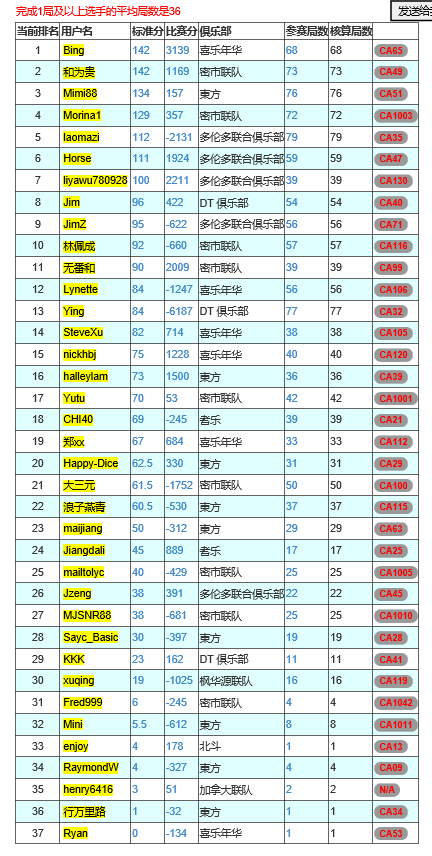 完成1局及以上选手的平均局数是36
发送给
当前排名 用户名 标准分 比赛分 俱乐部 参赛局数 核算局数
1 Bing 142 3139 喜乐年华 68 68 CA65
2 和为贵 142 1169 密市联队 73 73 CA49
3 Mimi88 134 157 東方 76 76 CA51
4 Morina1 129 357 密市联队 72 72 CA1003
5 laomazi 112 -2131 多伦多联合俱乐部 79 79 CA35
6 Horse 111 1924 多伦多联合俱乐部 59 59 CA47
7 liyawu780928 100 2211 多伦多联合俱乐部 39 39 CA130
8 Jim 96 422 DT 俱乐部 54 54 CA40
9 JimZ 95 -622 多伦多联合俱乐部 56 56 CA71
10 林佩成 92 -660 密市联队 57 57 CA116
11 无番和 90 2009 密市联队 39 39 CA99
12 Lynette 84 -1247 喜乐年华 56 56 CA106
13 Ying 84 -6187 DT 俱乐部 77 77 CA32
14 SteveXu 82 714 喜乐年华 38 38 CA105
15 nickhbj 75 1228 喜乐年华 40 40 CA120
16 halleylam 73 1500 東方 36 36 CA39
17 Yutu 70 53 密市联队 42 42 CA1001
18 CHI40 69 -245 耆乐 39 39 CA21
19 郑xx 67 684 喜乐年华 33 33 CA112
20 Happy-Dice 62.5 330 東方 31 31 CA29
21 大三元 61.5 -1752 密市联队 50 50 CA100
22 浪子燕青 60.5 -530 東方 37 37 CA115
23 maijiang 50 -312 東方 29 29 CA63
24 Jiangdali 45 889 耆乐 17 17 CA25
25 mailtolyc 40 -429 密市联队 25 25 CA1005
26 Jzeng 38 391 多伦多联合俱乐部 22 22 CA45
27 MJSNR88 38 -681 密市联队 25 25 CA1010
28 Sayc_Basic 30 -397 東方 19 19 CA28
29 KKK 23 162 DT 俱乐部 11 11 CA41
30 xuqing 19 -1025 枫华源联队 16 16 CA119
31 Fred999 6 -245 密市联队 4 4 CA1042
32 Mini 5.5 -612 東方 8 8 CA1011
33 enjoy 4 178 北斗 1 1 CA13
34 RaymondW 4 -327 東方 4 4 CA09
35 henry6416 3 51 加拿大联队 2 2 N/A
36 行万里路 1 -32 東方 1 1 CA34
37 Ryan 0 -134 喜乐年华 1 1 CA53